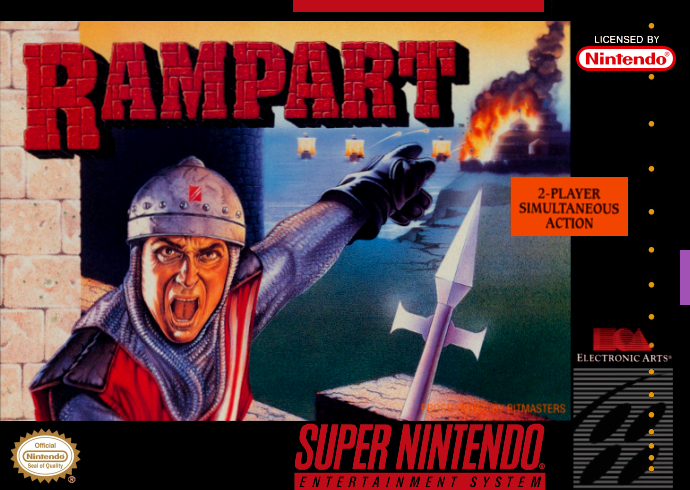 RAMPART
LICENSED BY
Nintendo®
2-PLAYER
SIMULTANEOUS
ACTION
ELECTRONIC ARTS®
BITMASTERS
Official
Nintendo
Seal of Quality
®
SUPER NINTENDO®
ENTERTAINMENT SYSTEM